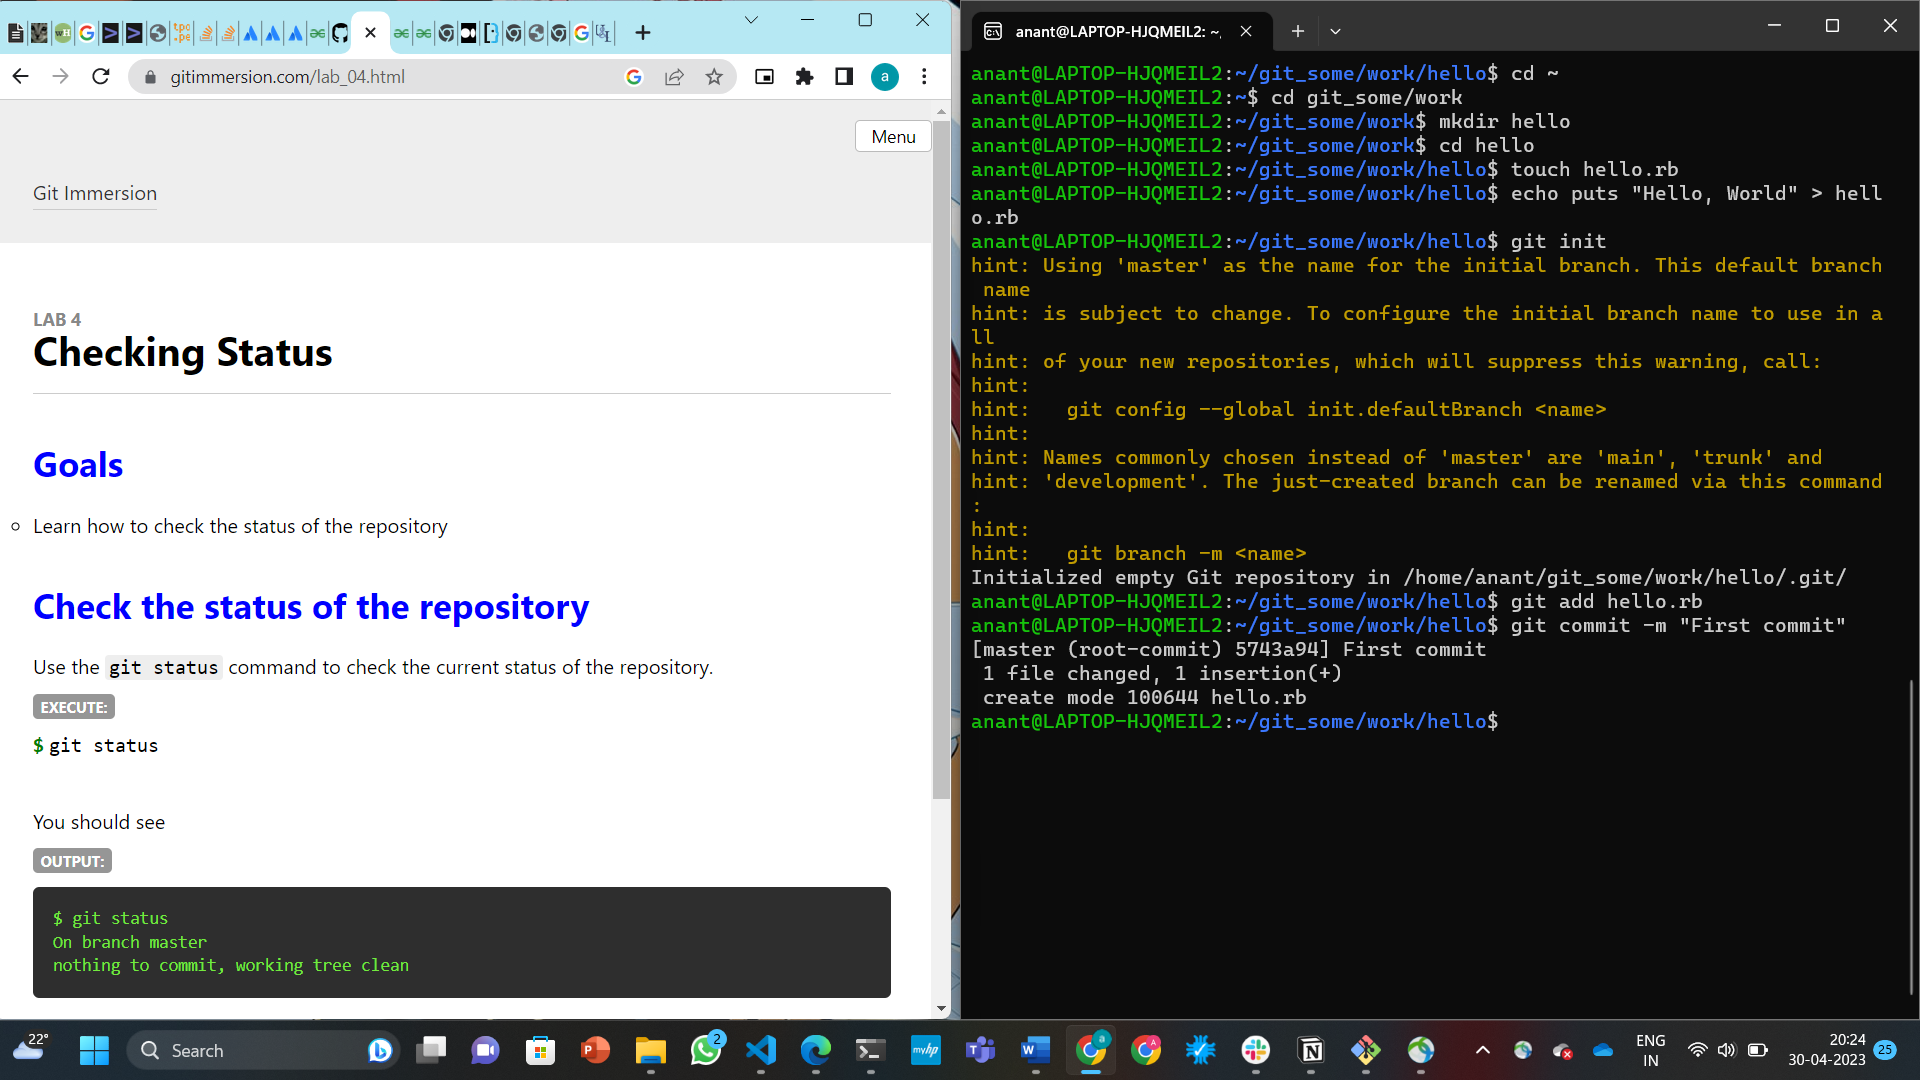 gitimmersion.com/lab_04.html
a
Menu
Git Immersion
LAB 4
Checking Status
Goals
Learn how to check the status of the repository
Check the status of the repository
Use the git status command to check the current status of the repository.
EXECUTE:
$ git status
You should see
OUTPUT:
$ git status
On branch master
nothing to commit, working tree clean
anant@LAPTOP-HJQMEIL2: ~,
anant@LAPTOP-HJQMEIL2:~/git_some/work/hello$ cd ~
anant@LAPTOP-HJQMEIL2:~$ cd git_some/work
anant@LAPTOP-HJQMEIL2:~/git_some/work$ mkdir hello
anant@LAPTOP-HJQMEIL2:~/git_some/work$ cd hello
anant@LAPTOP-HJQMEIL2:~/git_some/work/hello$ touch hello.rb
anant@LAPTOP-HJQMEIL2:~/git_some/work/hello$ echo puts "Hello, World" > hell
o.rb
anant@LAPTOP-HJQMEIL2:~/git_some/work/hello$ git init
hint: Using 'master' as the name for the initial branch. This default branch
 name
hint: is subject to change. To configure the initial branch name to use in a
ll
hint: of your new repositories, which will suppress this warning, call:
hint:
hint:   git config --global init.defaultBranch <name>
hint:
hint: Names commonly chosen instead of 'master' are 'main', 'trunk' and
hint: 'development'. The just-created branch can be renamed via this command
:
hint:
hint:   git branch -m <name>
Initialized empty Git repository in /home/anant/git_some/work/hello/.git/
anant@LAPTOP-HJQMEIL2:~/git_some/work/hello$ git add hello.rb
anant@LAPTOP-HJQMEIL2:~/git_some/work/hello$ git commit -m "First commit"
[master (root-commit) 5743a94] First commit
 1 file changed, 1 insertion(+)
 create mode 100644 hello.rb
anant@LAPTOP-HJQMEIL2:~/git_some/work/hello$
22°
Search
2
myhp
a
A
ENG
IN
20:24
30-04-2023
25